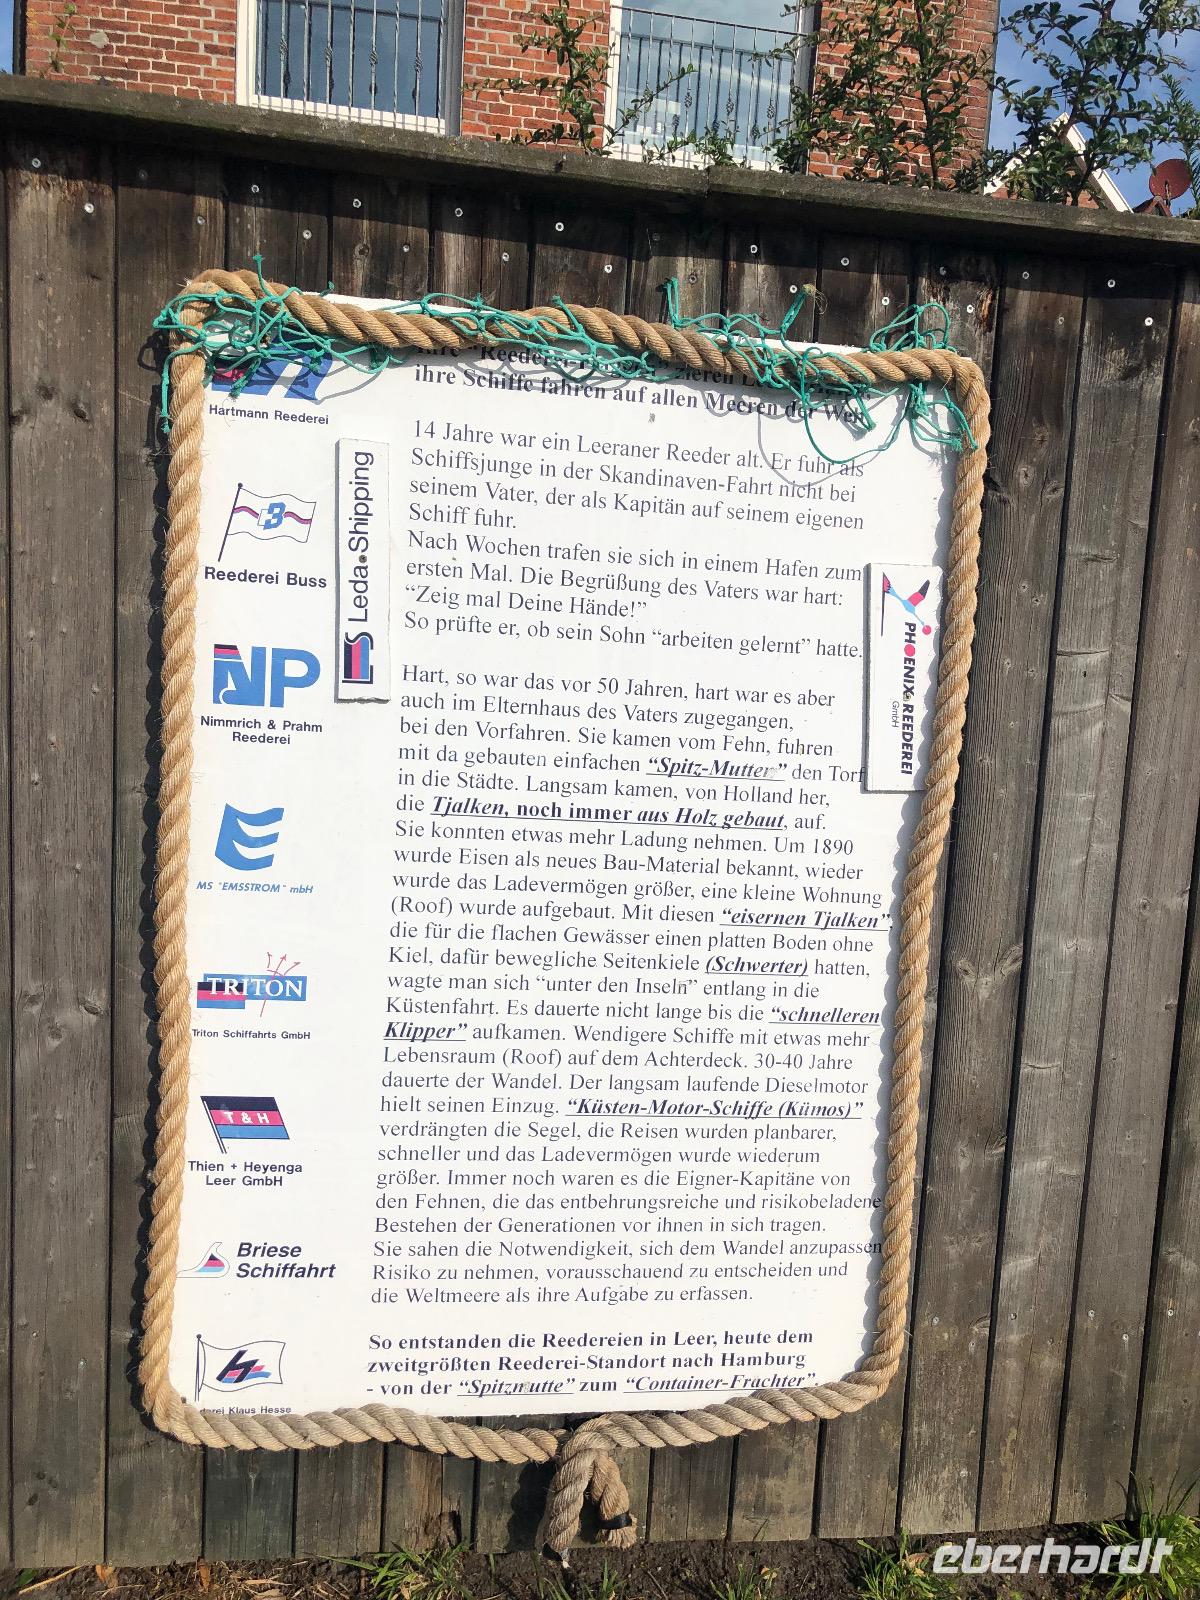 ihre Schiffe fahren auf allen Meeren der Welt
14 Jahre war ein Leeraner Reeder alt. Er fuhr als
Schiffsjunge in der Skandinaven-Fahrt nicht bei
seinem Vater, der als Kapitän auf seinem eigenen
Schiff fuhr.
Nach Wochen trafen sie sich in einem Hafen zum
ersten Mal. Die Begrüßung des Vaters war hart:
“Zeig mal Deine Hände!”
So prüfte er, ob sein Sohn “arbeiten gelernt” hatte.
Hart, so war das vor 50 Jahren, hart war es aber
auch im Elternhaus des Vaters zugegangen,
bei den Vorfahren. Sie kamen vom Fehn, fuhren
mit da gebauten einfachen “Spitz-Mutten” den Torf
in die Städte. Langsam kamen, von Holland her,
die Tjalken, noch immer aus Holz gebaut, auf.
Sie konnten etwas mehr Ladung nehmen. Um 1890
wurde Eisen als neues Bau-Material bekannt, wieder
wurde das Ladevermögen größer, eine kleine Wohnung
(Roof) wurde aufgebaut. Mit diesen “eisernen Tjalken”,
die für die flachen Gewässer einen platten Boden ohne
Kiel, dafür bewegliche Seitenkiele (Schwerter) hatten,
wagte man sich “unter den Inseln” entlang in die
Küstenfahrt. Es dauerte nicht lange bis die “schnelleren
Klipper” aufkamen. Wendigere Schiffe mit etwas mehr
Lebensraum (Roof) auf dem Achterdeck. 30-40 Jahre
dauerte der Wandel. Der langsam laufende Dieselmotor
hielt seinen Einzug. “Küsten-Motor-Schiffe (Kümos)”
verdrängten die Segel, die Reisen wurden planbarer,
schneller und das Ladevermögen wurde wiederum
größer. Immer noch waren es die Eigner-Kapitäne von
den Fehnen, die das entbehrungsreiche und risikobeladene
Bestehen der Generationen vor ihnen in sich tragen.
Sie sahen die Notwendigkeit, sich dem Wandel anzupassen
Risiko zu nehmen, vorausschauend zu entscheiden und
die Weltmeere als ihre Aufgabe zu erfassen.
So entstanden die Reedereien in Leer, heute dem
zweitgrößten Reederei-Standort nach Hamburg
- von der “Spitzmutte” zum “Container-Frachter”.
Hartmann Reederei
B
Reederei Buss
NP
Nimmrich & Prahm
Reederei
MS "EMSSTROM" mbH
TRITON
Triton Schiffahrts GmbH
T & H
Thien + Heyenga
Leer GmbH
Briese
Schiffahrt
Klaus Hesse
LS Leda•Shipping
PHOENIX REEDEREI
GmbH
eberhardt